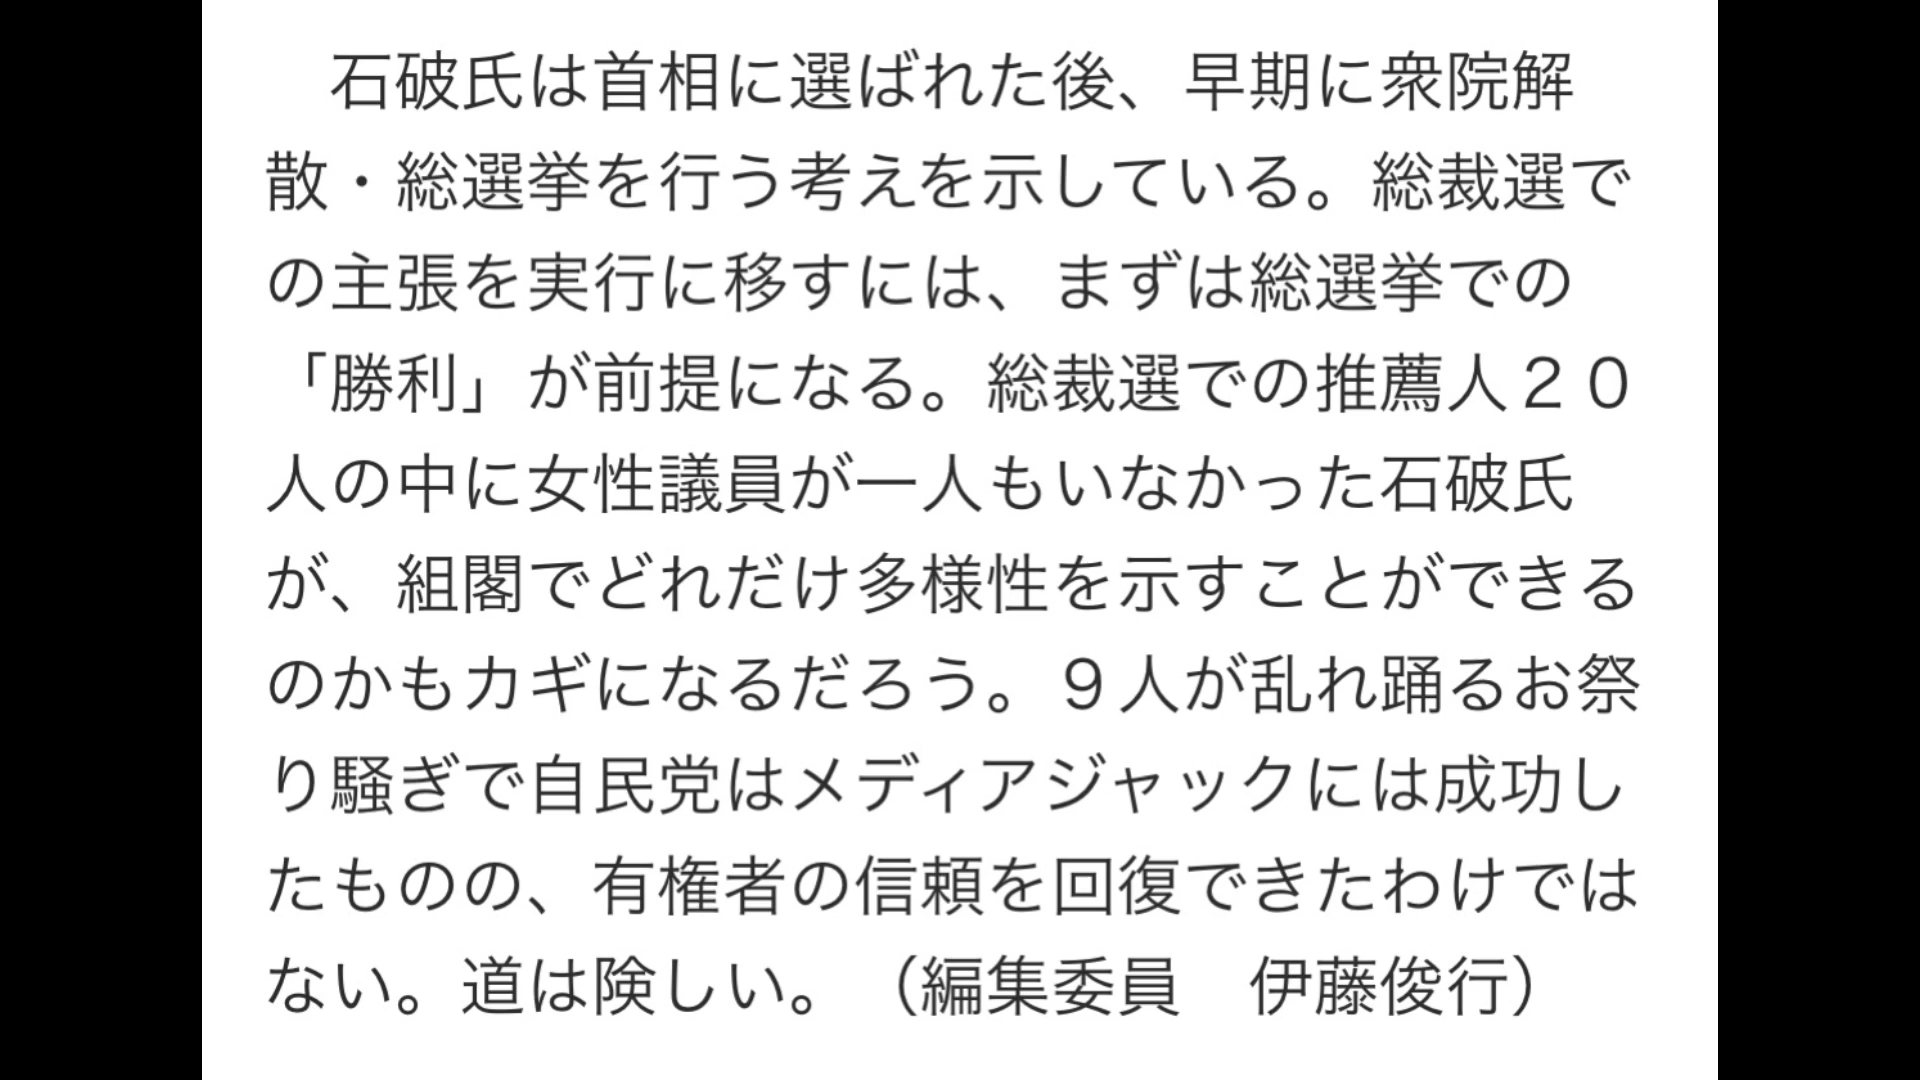 石破氏は首相に選ばれた後、早期に衆院解
散・総選挙を行う考えを示している。総裁選で
の主張を実行に移すには、まずは総選挙での
「勝利」が前提になる。総裁選での推薦人２０
人の中に女性議員が一人もいなかった石破氏
が、組閣でどれだけ多様性を示すことができる
のかもカギになるだろう。９人が乱れ踊るお祭
り騒ぎで自民党はメディアジャックには成功し
たものの、有権者の信頼を回復できたわけでは
ない。道は険しい。（編集委員　伊藤俊行）